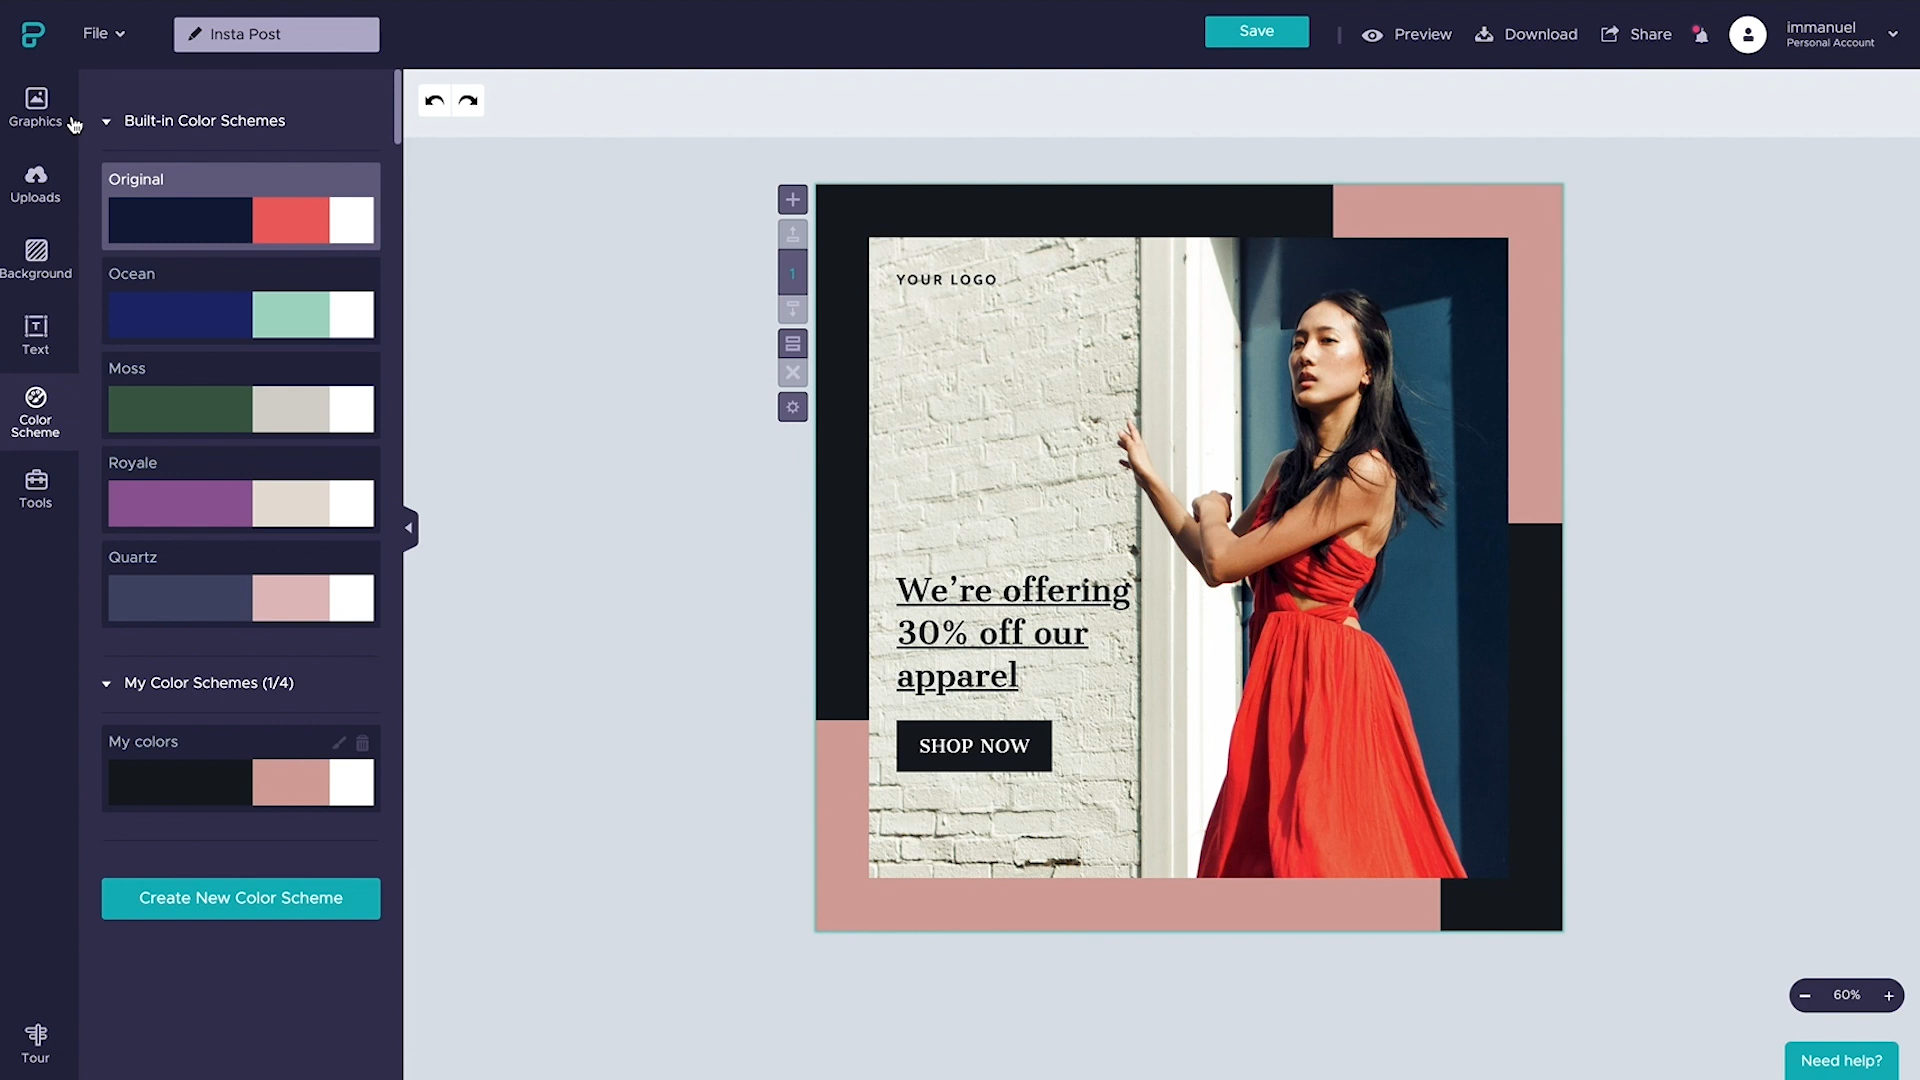 File
Insta Post
Save
Preview
Download
Share
immanuel
Personal Account
Graphics
Uploads
Background
Text
Color
Scheme
Tools
Tour
Built-in Color Schemes
Original
Ocean
Moss
Royale
Quartz
My Color Schemes (1/4)
My colors
Create New Color Scheme
1
YOUR LOGO
We’re offering
30% off our
apparel
SHOP NOW
60%
Need help?